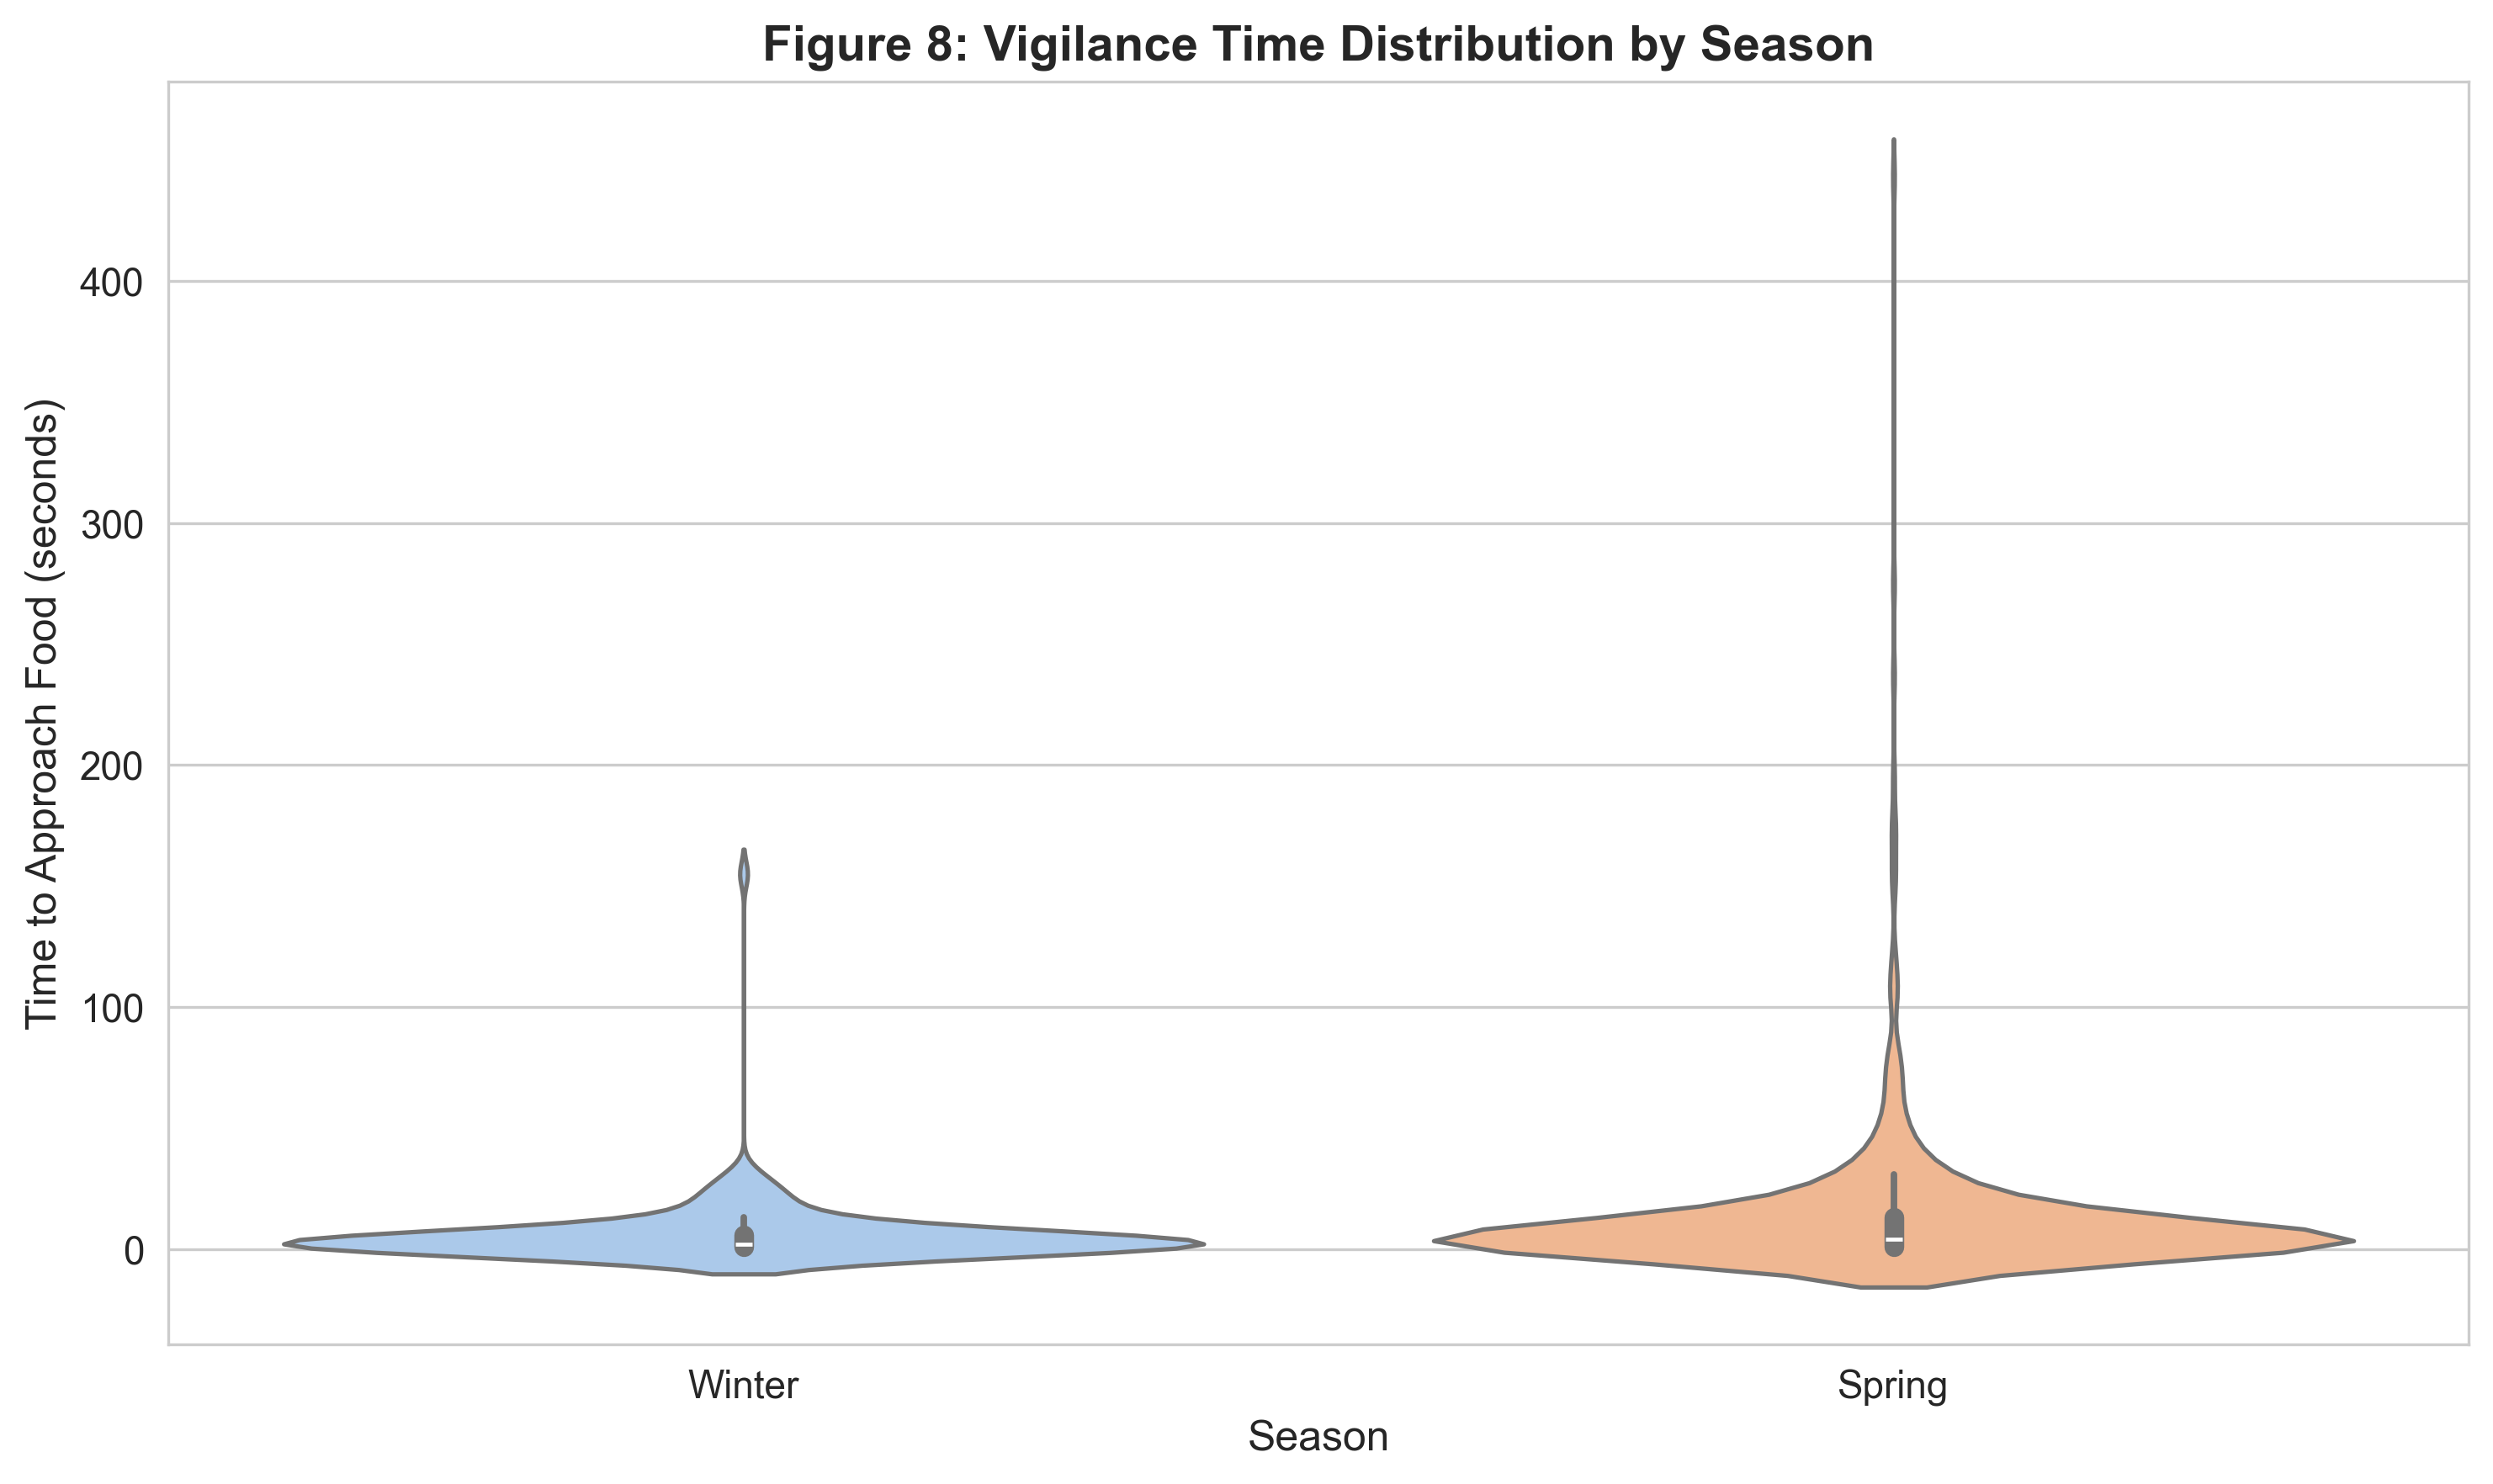 Figure 8: Vigilance Time Distribution by Season
Time to Approach Food (seconds)
400
300
200
100
0
Winter
Spring
Season